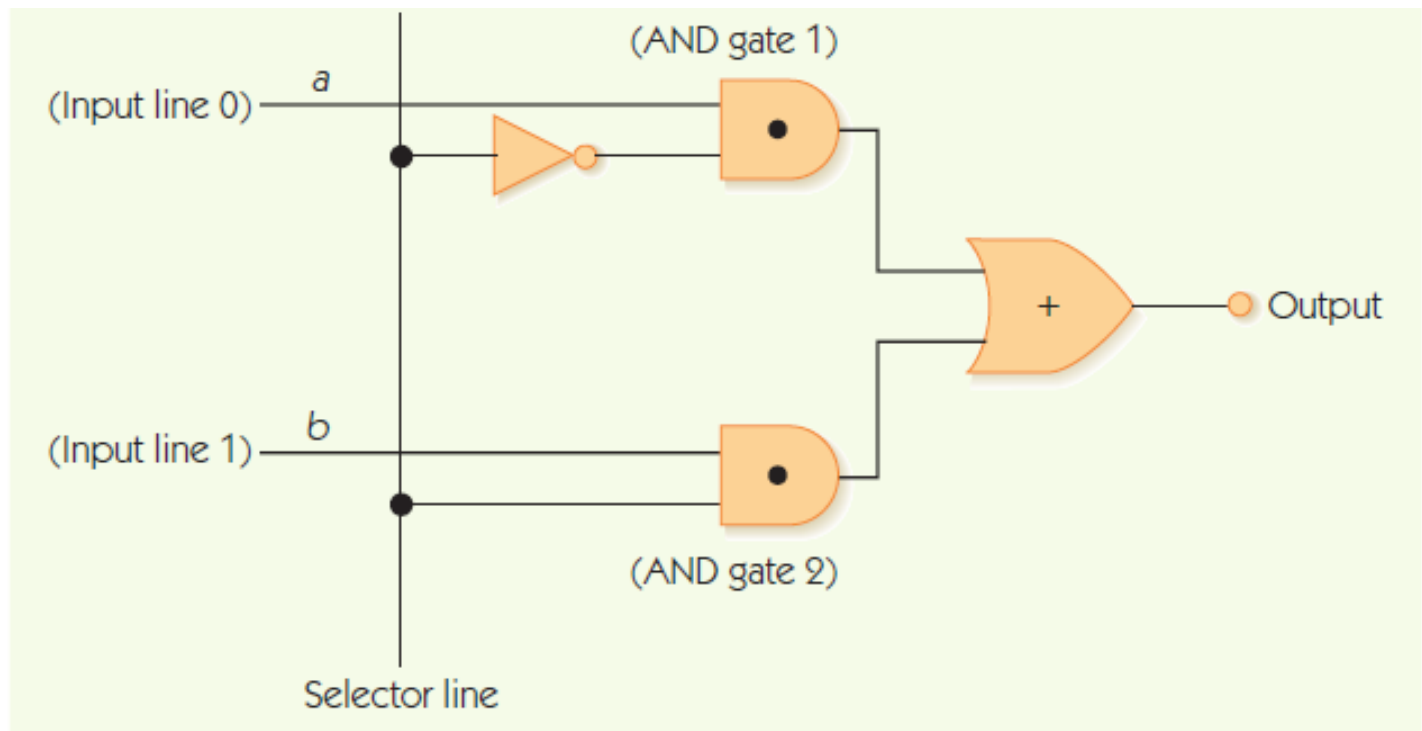 (AND gate 1)
a
(Input line 0)
+
Output
b
(Input line 1)
(AND gate 2)
Selector line